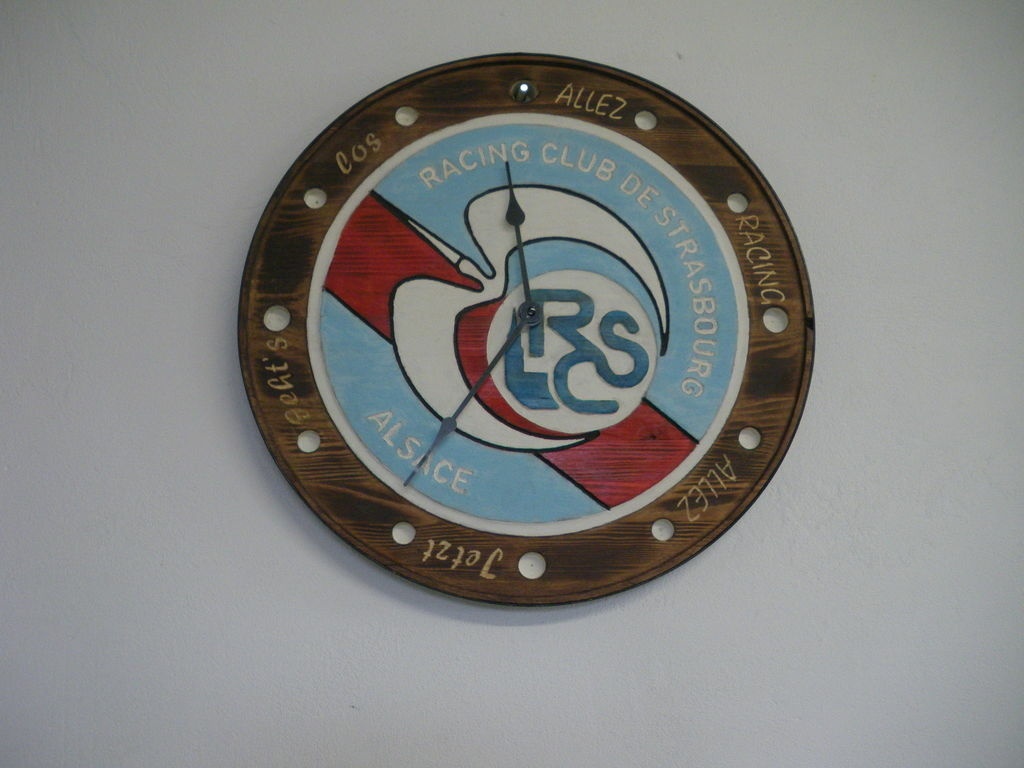 ALLEZ
RACING
ALLEZ
Jetzt
geht's
los
RACING CLUB DE STRASBOURG
ALSACE
RCS